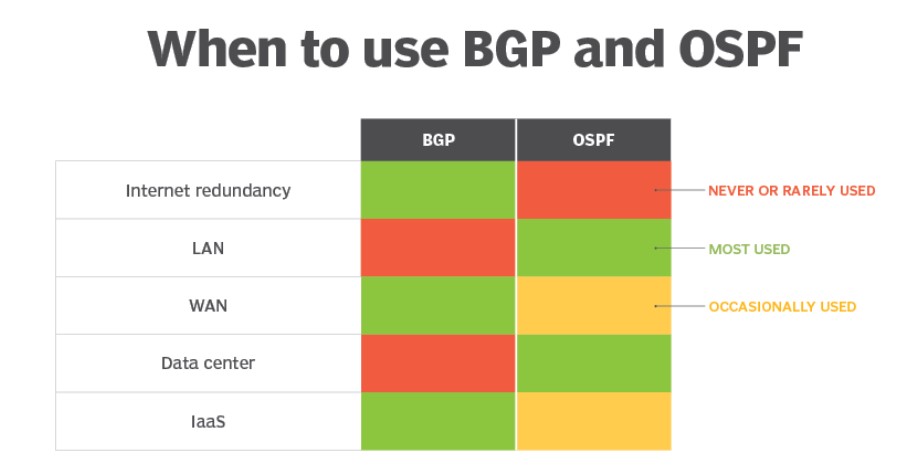 When to use BGP and OSPF
BGP OSPF
Internet redundancy NEVER OR RARELY USED
LAN MOST USED
WAN OCCASIONALLY USED
Data center
IaaS